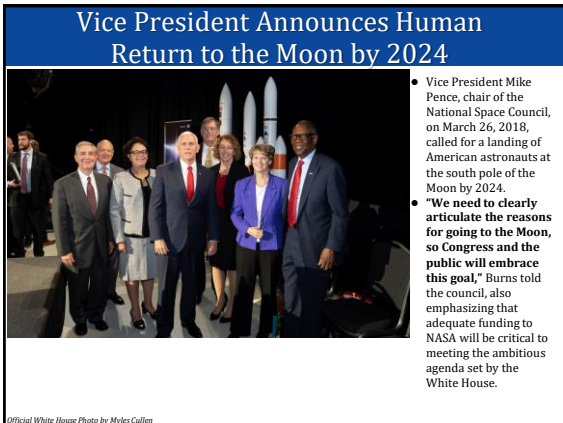 Vice President Announces Human
Return to the Moon by 2024
● Vice President Mike
Pence, chair of the
National Space Council,
on March 26, 2018,
called for a landing of
American astronauts at
the south pole of the
Moon by 2024.
● “We need to clearly
articulate the reasons
for going to the Moon,
so Congress and the
public will embrace
this goal,” Burns told
the council, also
emphasizing that
adequate funding to
NASA will be critical to
meeting the ambitious
agenda set by the
White House.
Official White House Photo by Myles Cullen